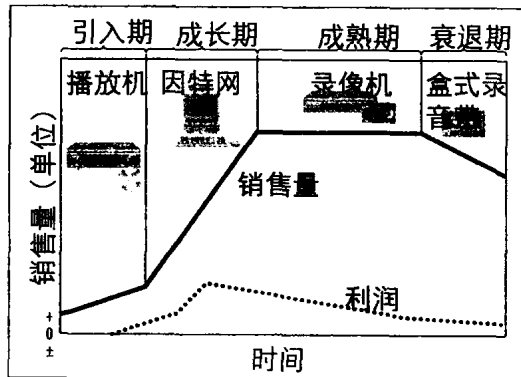 引入期 成长期 成熟期 衰退期
播放机 因特网 录像机 盒式录
音带
销售量
利润
销售量（单位）
+
0
±
时间